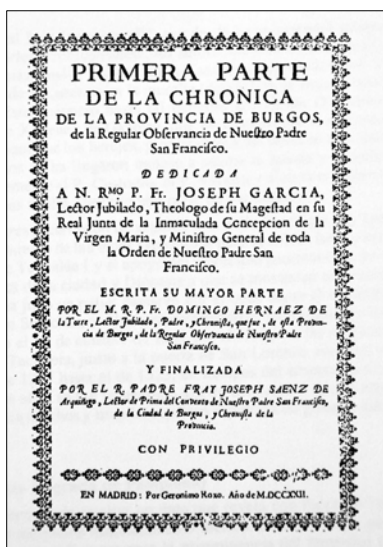 PRIMERA PARTE
DE LA CHRONICA
DE LA PROVINCIA DE BURGOS,
de la Regular Obſervancia de Nueſtro Padre
San Franciſco.
DEDICADA
A N. Rᴹᴼ P. Fr. JOSEPH GARCIA,
Lector Jubilado, Theologo de ſu Mageſtad en ſu
Real Junta de la Inmaculada Concepcion de la
Virgen Maria, y Miniſtro General de toda
la Orden de Nueſtro Padre San
Franciſco.
ESCRITA SU MAYOR PARTE
POR EL M. R. P. Fr. DOMINGO HERNAEZ DE
la Torre, Lector Jubilado, Padre, y Chroniſta, que fue, de eſta Provin-
cia de Burgos, de la Regular Obſervancia de Nueſtro Padre
San Franciſco.
Y FINALIZADA
POR EL R. PADRE FRAY JOSEPH SAENZ DE
Arquiñigo, Lector de Prima del Convento de Nueſtro Padre San Franciſco,
de la Ciudad de Burgos, y Chroniſta de la
Provincia.
CON PRIVILEGIO
EN MADRID: Por Geronimo Roxo. Año de M.DCCXXII.